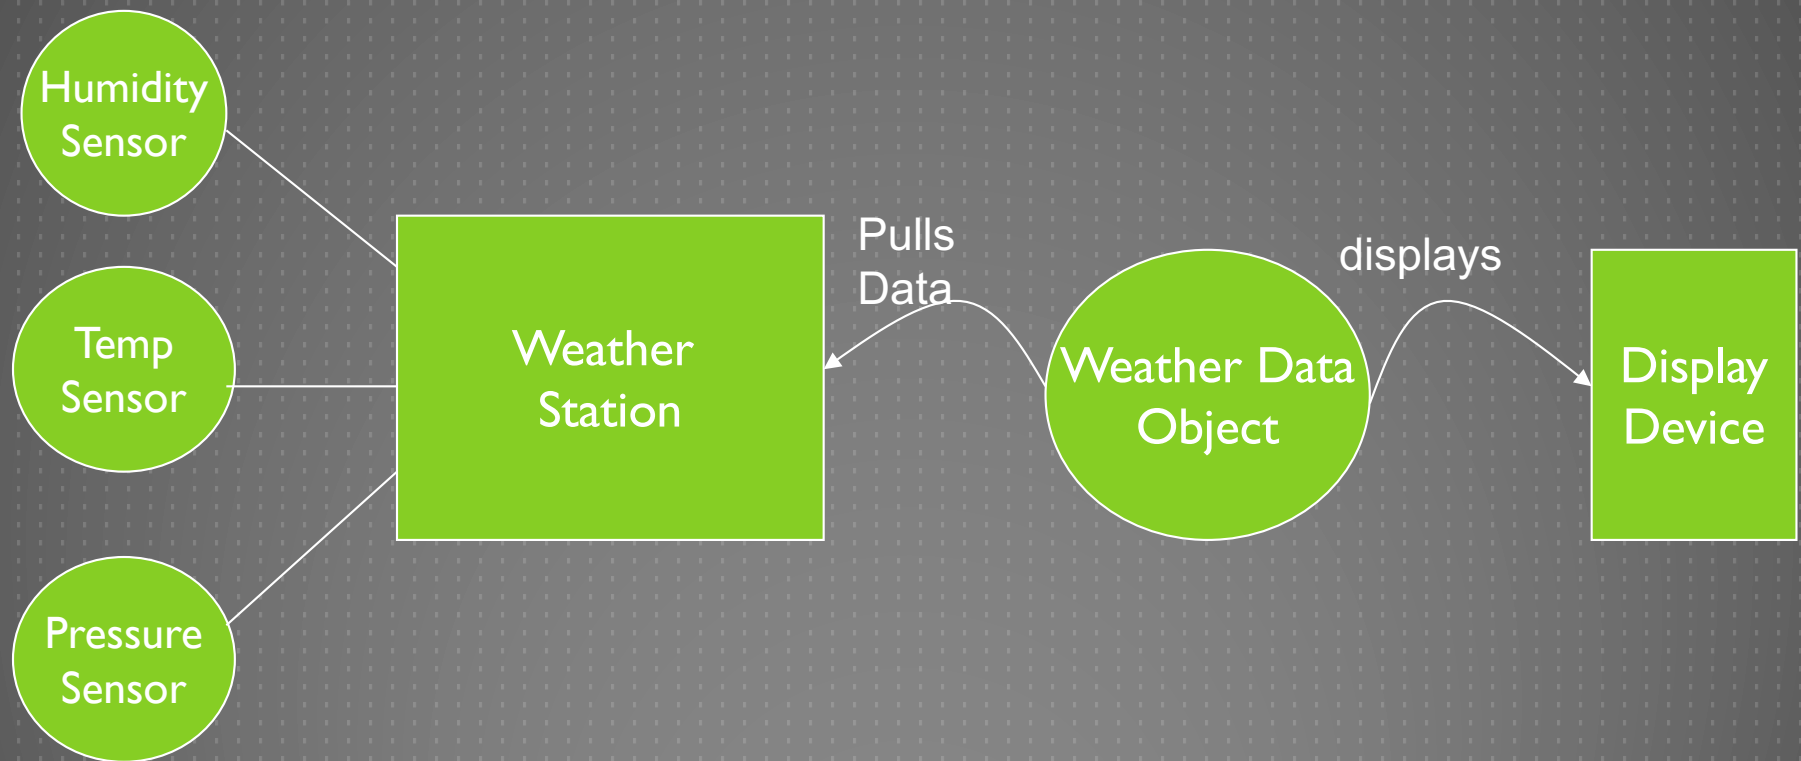 Humidity
Sensor
Temp
Sensor
Pressure
Sensor
Weather
Station
Pulls
Data
Weather Data
Object
displays
Display
Device